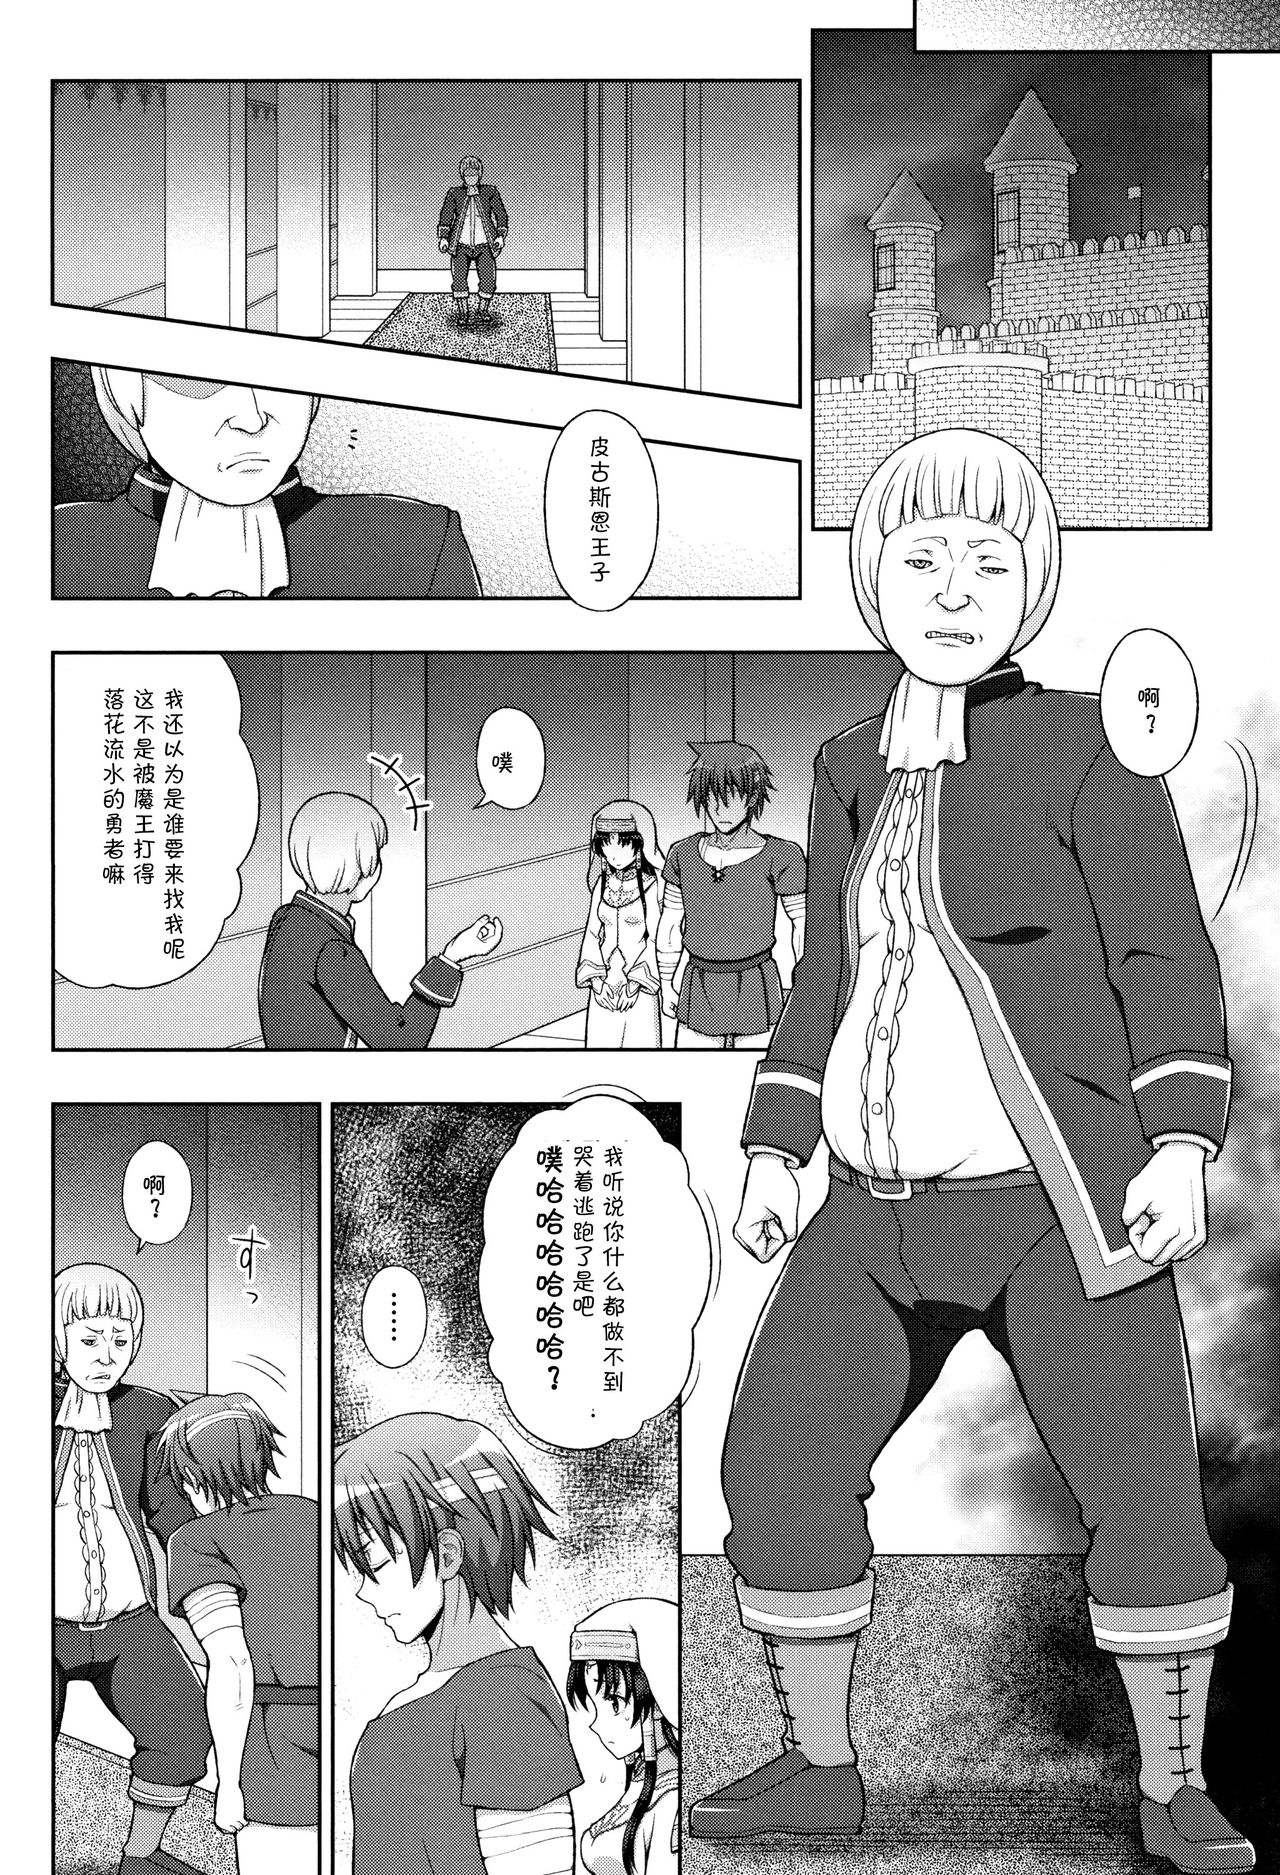 皮古斯恩王子
啊？
噗
我还以为是谁要来找我呢
这不是被魔王打得
落花流水的勇者嘛
我听说你什么都做不到
哭着逃跑了是吧
噗哈哈哈哈哈哈？
……
啊？
すっ